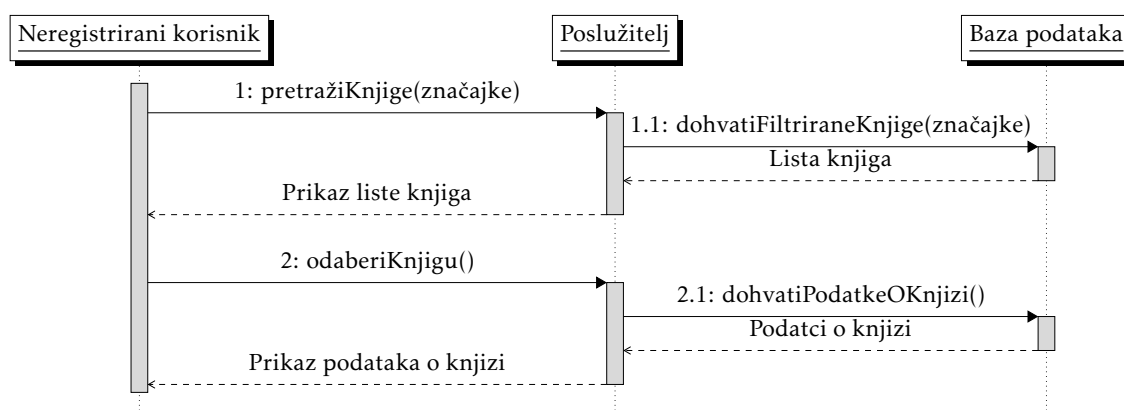 Neregistrirani korisnik
Poslužitelj
Baza podataka
1: pretražiKnjige(značajke)
1.1: dohvatiFiltriraneKnjige(značajke)
Lista knjiga
Prikaz liste knjiga
2: odaberiKnjigu()
2.1: dohvatiPodatkeOKnjizi()
Podatci o knjizi
Prikaz podataka o knjizi